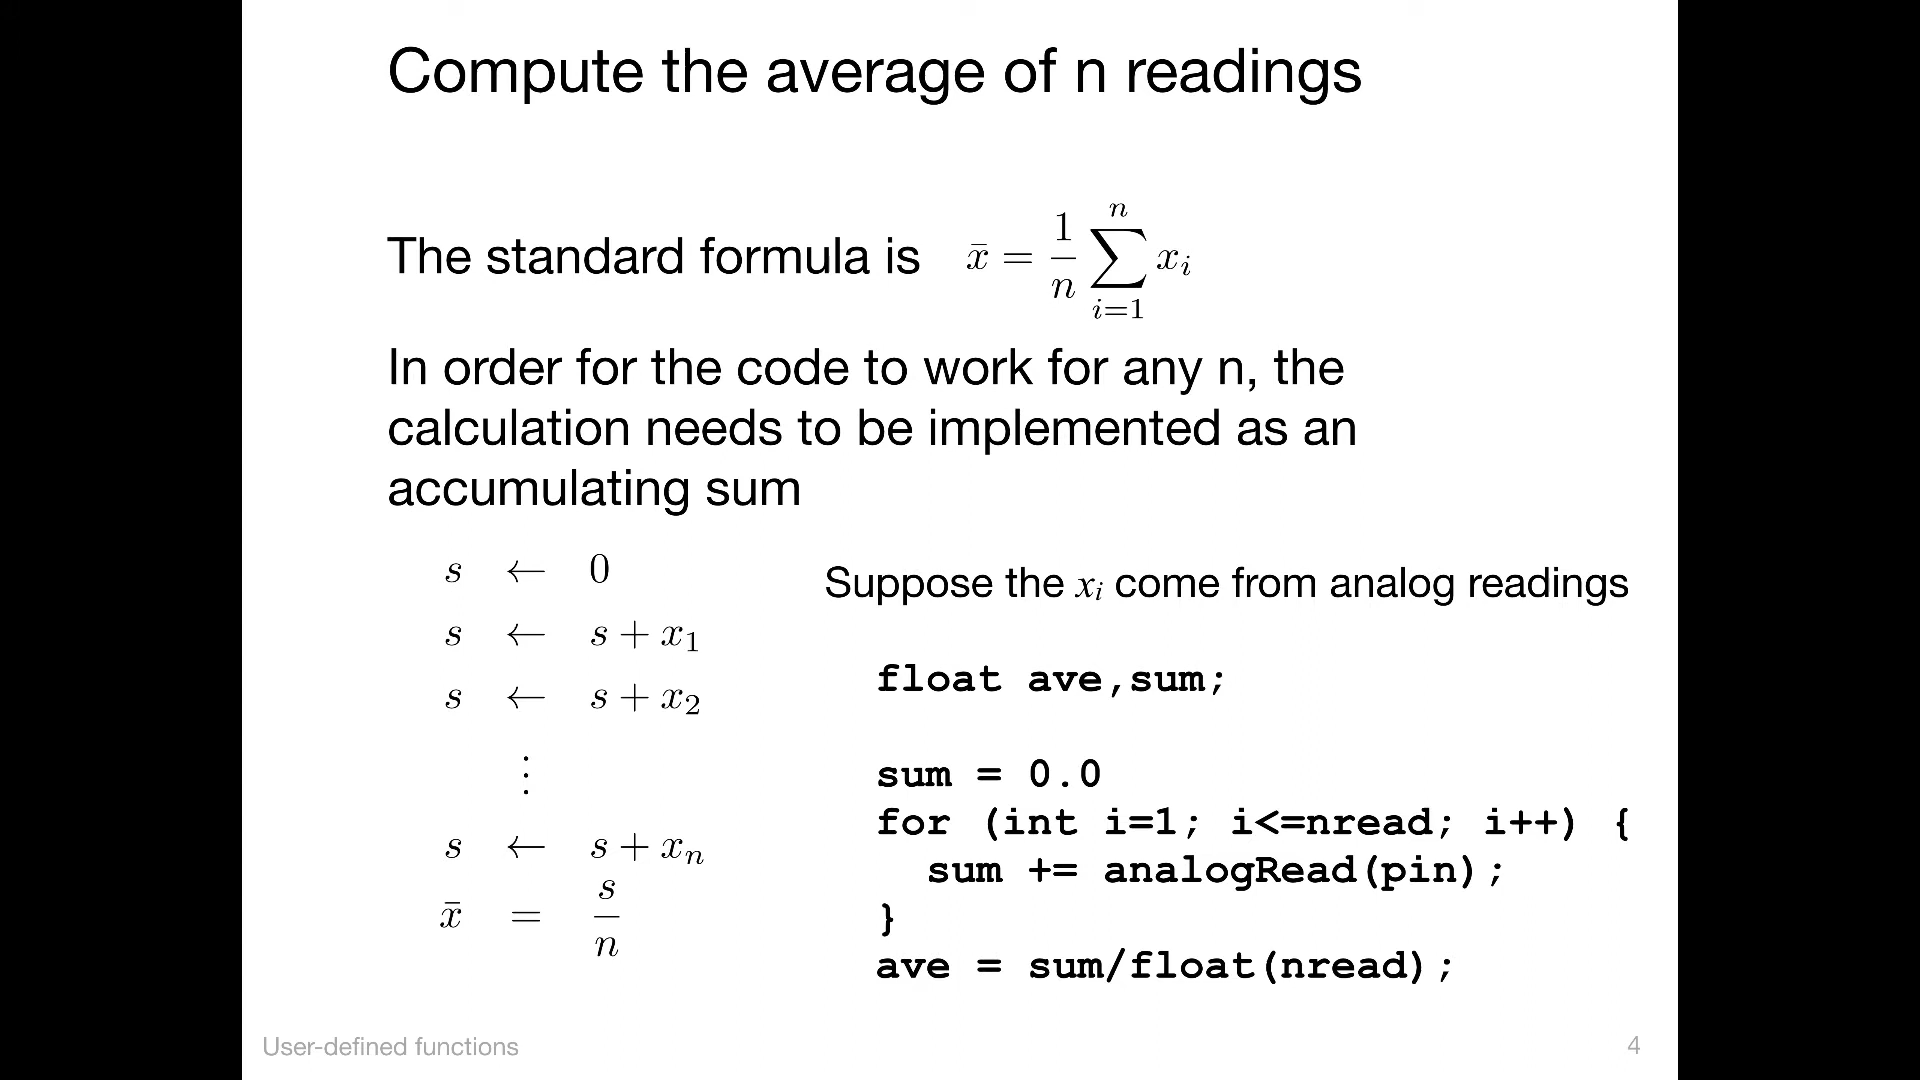 Compute the average of n readings
The standard formula is x̄ = 1/n ∑_{i=1}^{n} x_i
In order for the code to work for any n, the
calculation needs to be implemented as an
accumulating sum
s ← 0
s ← s + x_1
s ← s + x_2
⋮
s ← s + x_n
x̄ = s/n
Suppose the x_i come from analog readings
float ave,sum;
sum = 0.0
for (int i=1; i<=nread; i++) {
sum += analogRead(pin);
}
ave = sum/float(nread);
User-defined functions
4